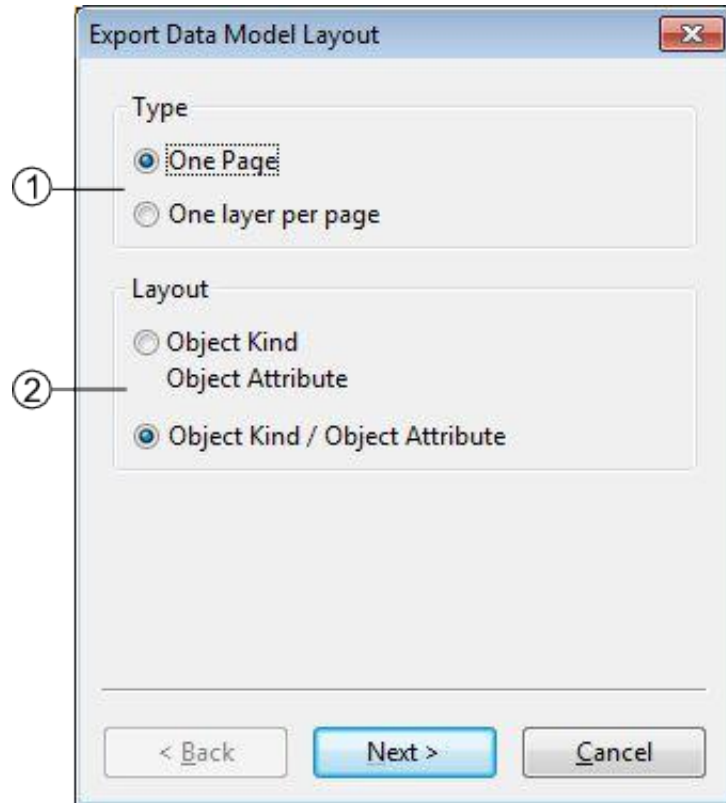 Export Data Model Layout
Type
① One Page
One layer per page
Layout
② Object Kind
Object Attribute
Object Kind / Object Attribute
< Back Next > Cancel